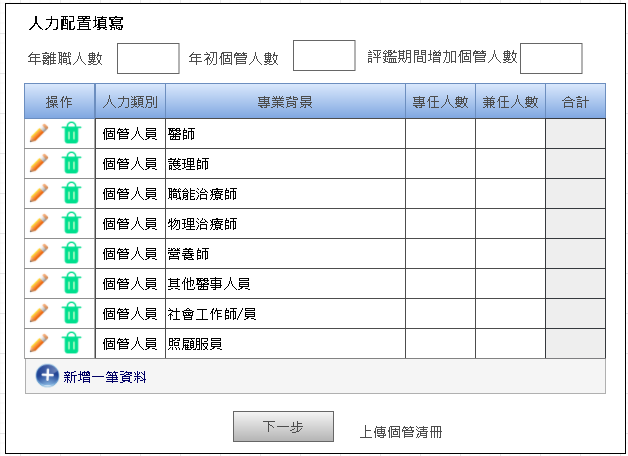 人力配置填寫
年離職人數 年初個管人數 評鑑期間增加個管人數
操作 人力類別 專業背景 專任人數 兼任人數 合計
個管人員 醫師
個管人員 護理師
個管人員 職能治療師
個管人員 物理治療師
個管人員 營養師
個管人員 其他醫事人員
個管人員 社會工作師/員
個管人員 照顧服員
新增一筆資料
下一步 上傳個管清冊